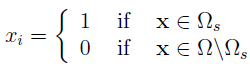 x_i = { 1 if x ∈ Ω_s
0 if x ∈ Ω\Ω_s